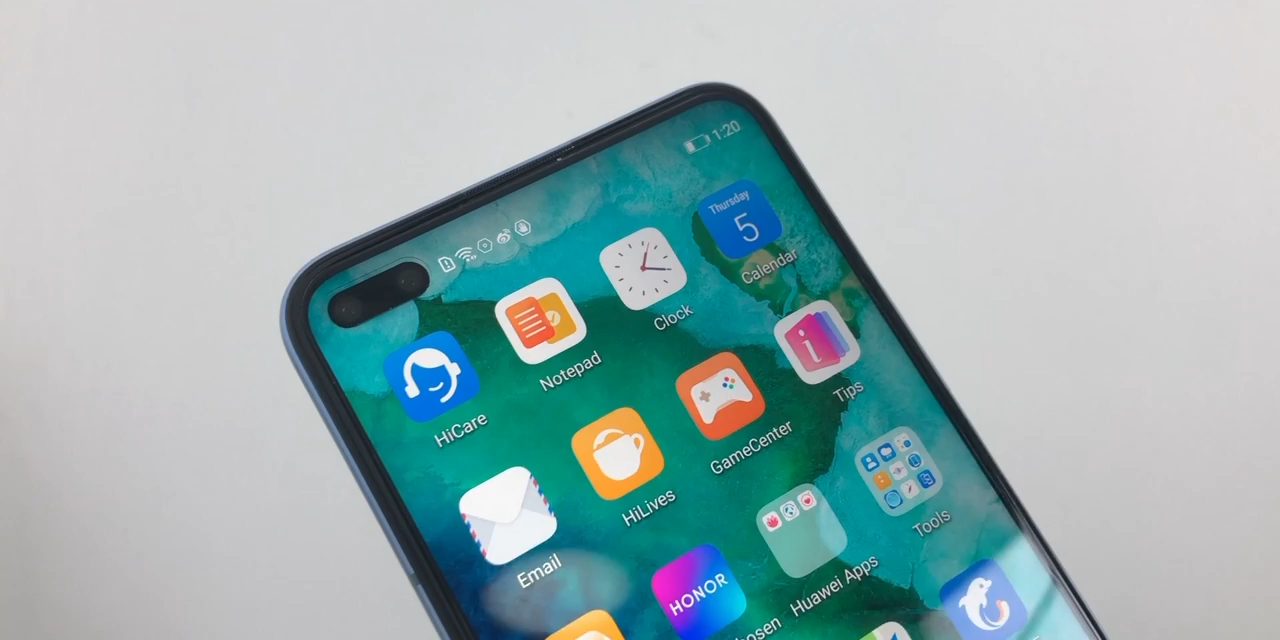 1:20
Thursday
5
Calendar
Clock
Notepad
HiCare
Tips
GameCenter
HiLives
Email
Tools
Huawei Apps
HONOR